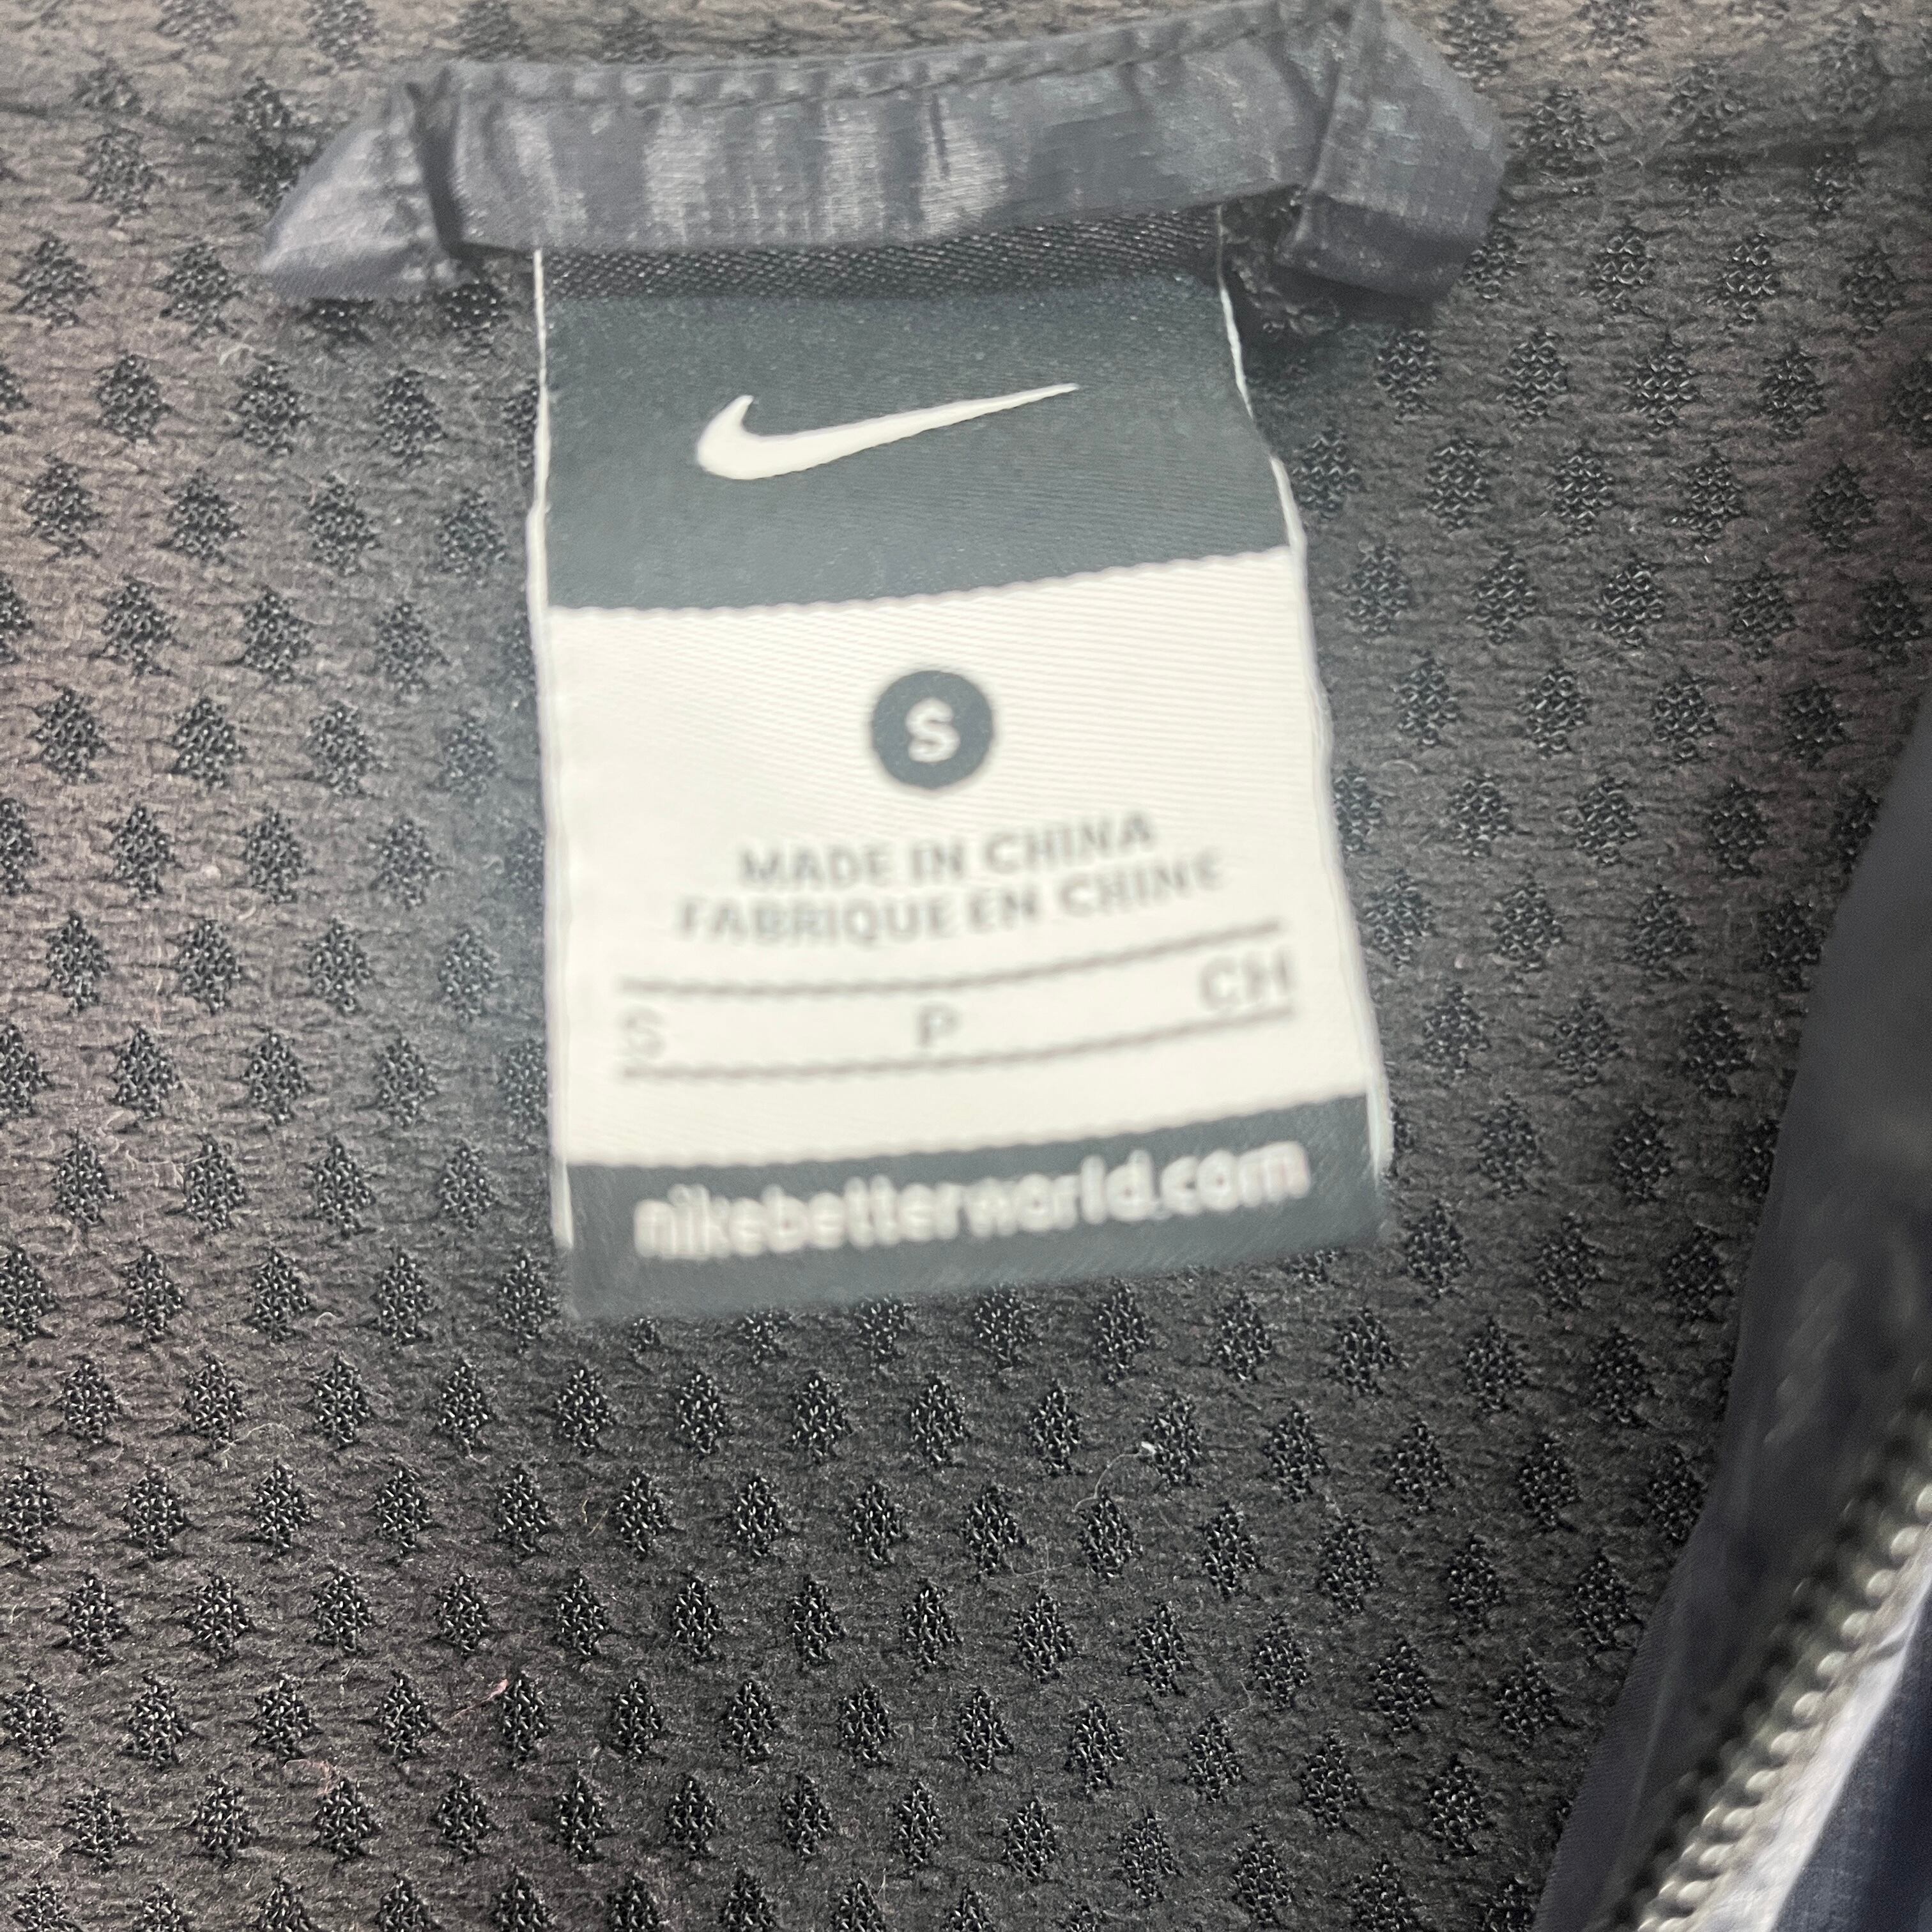 S
MADE IN CHINA
FABRIQUE EN CHINE
S P CH
nikebetterworld.com